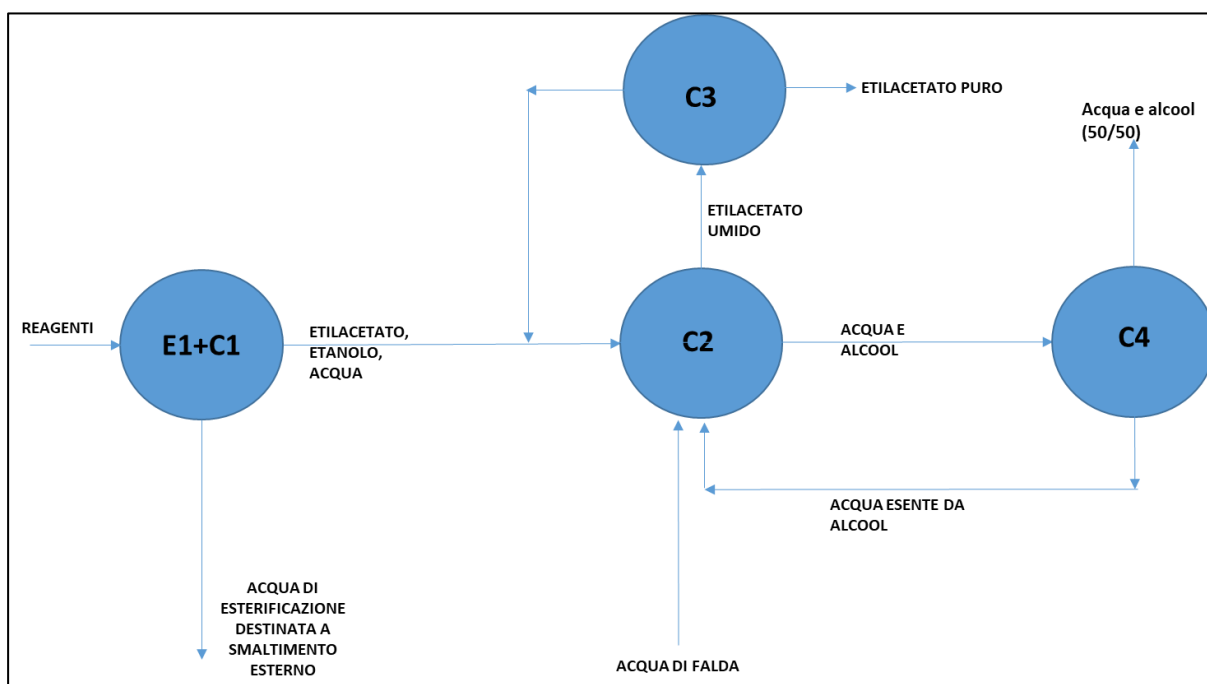 C3
ETILACETATO PURO
Acqua e alcool
(50/50)
ETILACETATO
UMIDO
REAGENTI
E1+C1
ETILACETATO,
ETANOLO,
ACQUA
C2
ACQUA E
ALCOOL
C4
ACQUA ESENTE DA
ALCOOL
ACQUA DI
ESTERIFICAZIONE
DESTINATA A
SMALTIMENTO
ESTERNO
ACQUA DI FALDA